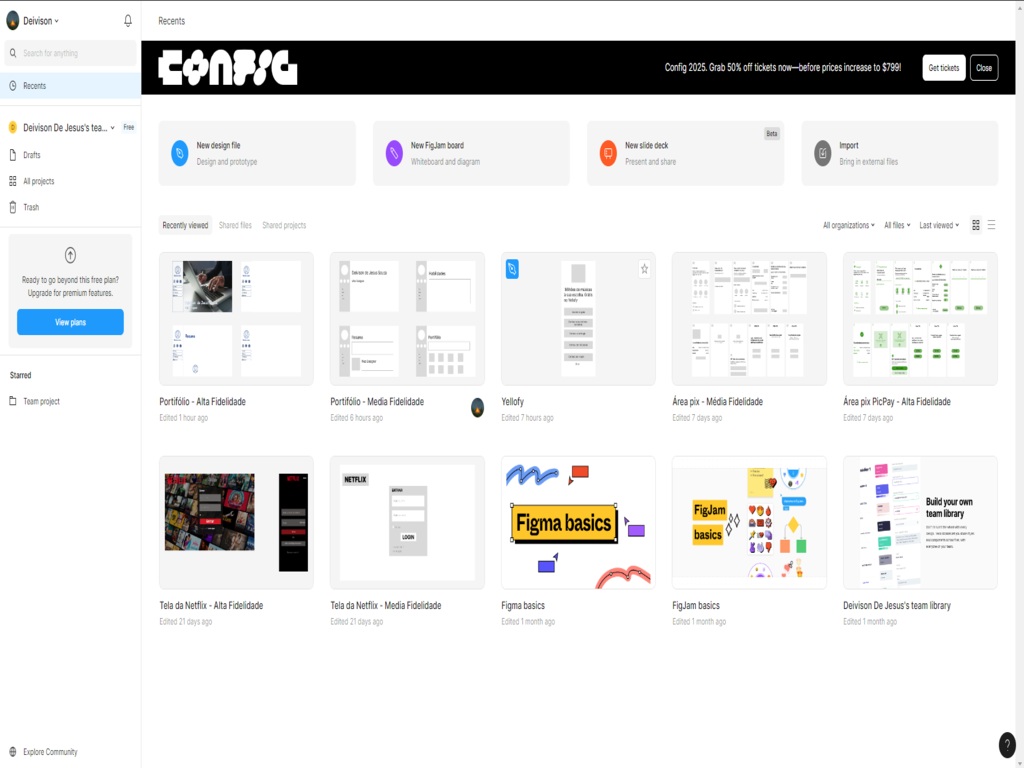 Deivison
Recents
Search for anything
CONFIG
Config 2025. Grab 50% off tickets now—before prices increase to $799!
Get tickets
Close
Recents
Deivison De Jesus's tea...
Free
Drafts
All projects
Trash
Ready to go beyond this free plan?
Upgrade for premium features.
View plans
Starred
Team project
Explore Community
New design file
Design and prototype
New FigJam board
Whiteboard and diagram
Beta
New slide deck
Present and share
Import
Bring in external files
Recently viewed
Shared files
Shared projects
All organizations
All files
Last viewed
Portifólio - Alta Fidelidade
Edited 1 hour ago
Portifólio - Media Fidelidade
Edited 6 hours ago
Yellofy
Edited 7 hours ago
Área pix - Média Fidelidade
Edited 7 days ago
Área pix PicPay - Alta Fidelidade
Edited 7 days ago
NETFLIX
LOGIN
Figma basics
FigJam
basics
Build your own
team library
Tela da Netflix - Alta Fidelidade
Edited 21 days ago
Tela da Netflix - Media Fidelidade
Edited 21 days ago
Figma basics
Edited 1 month ago
FigJam basics
Edited 1 month ago
Deivison De Jesus's team library
Edited 1 month ago
?